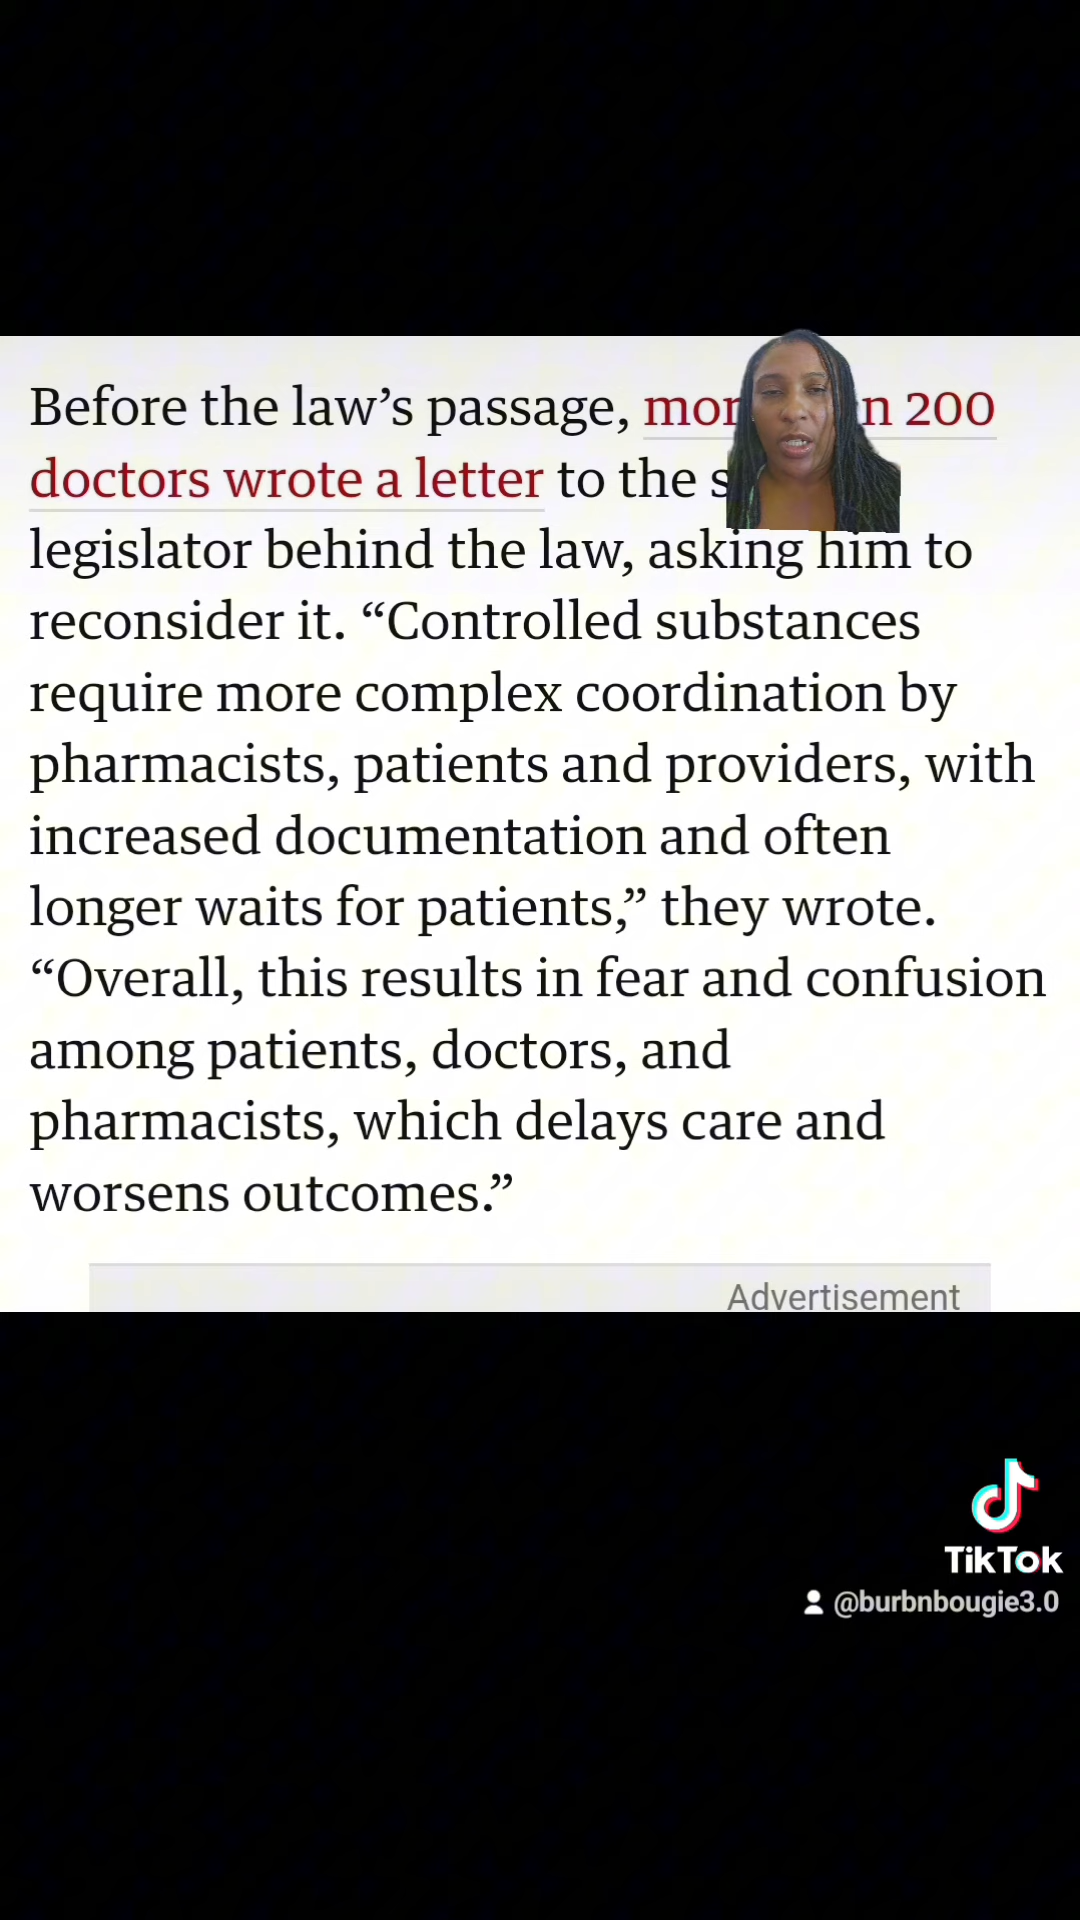 Before the law’s passage, 200
doctors wrote a letter to the
legislator behind the law, asking him to
reconsider it. “Controlled substances
require more complex coordination by
pharmacists, patients and providers, with
increased documentation and often
longer waits for patients,” they wrote.
“Overall, this results in fear and confusion
among patients, doctors, and
pharmacists, which delays care and
worsens outcomes.”
Advertisement
TikTok
@burbnbougie3.0